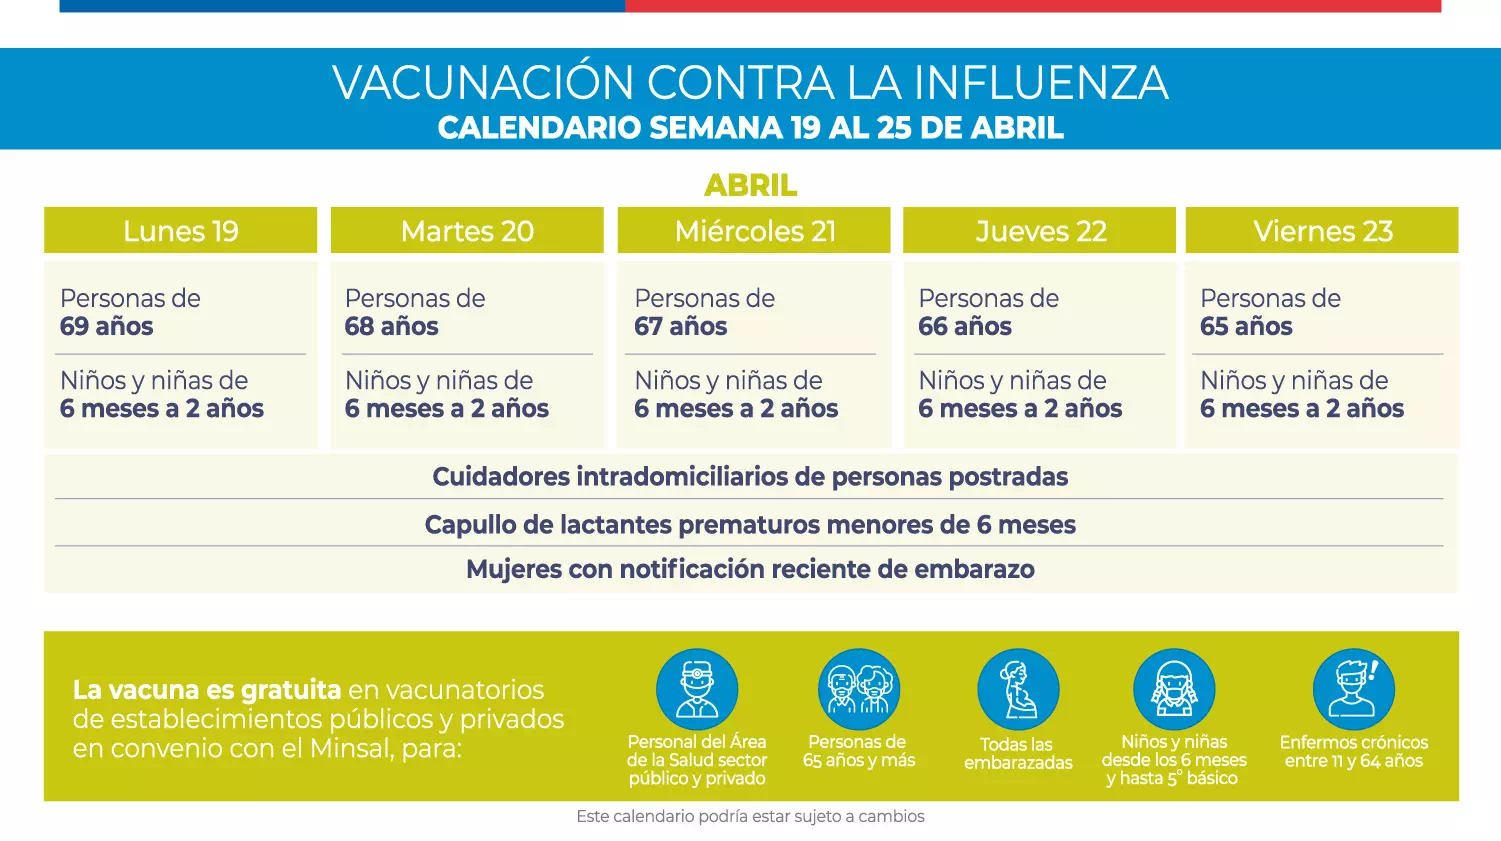 VACUNACIÓN CONTRA LA INFLUENZA
CALENDARIO SEMANA 19 AL 25 DE ABRIL
ABRIL
Lunes 19
Martes 20
Miércoles 21
Jueves 22
Viernes 23
Personas de
69 años
Personas de
68 años
Personas de
67 años
Personas de
66 años
Personas de
65 años
Niños y niñas de
6 meses a 2 años
Niños y niñas de
6 meses a 2 años
Niños y niñas de
6 meses a 2 años
Niños y niñas de
6 meses a 2 años
Niños y niñas de
6 meses a 2 años
Cuidadores intradomiciliarios de personas postradas
Capullo de lactantes prematuros menores de 6 meses
Mujeres con notificación reciente de embarazo
La vacuna es gratuita en vacunatorios
de establecimientos públicos y privados
en convenio con el Minsal, para:
Personal del Área
de la Salud sector
público y privado
Personas de
65 años y más
Todas las
embarazadas
Niños y niñas
desde los 6 meses
y hasta 5° básico
Enfermos crónicos
entre 11 y 64 años
Este calendario podría estar sujeto a cambios